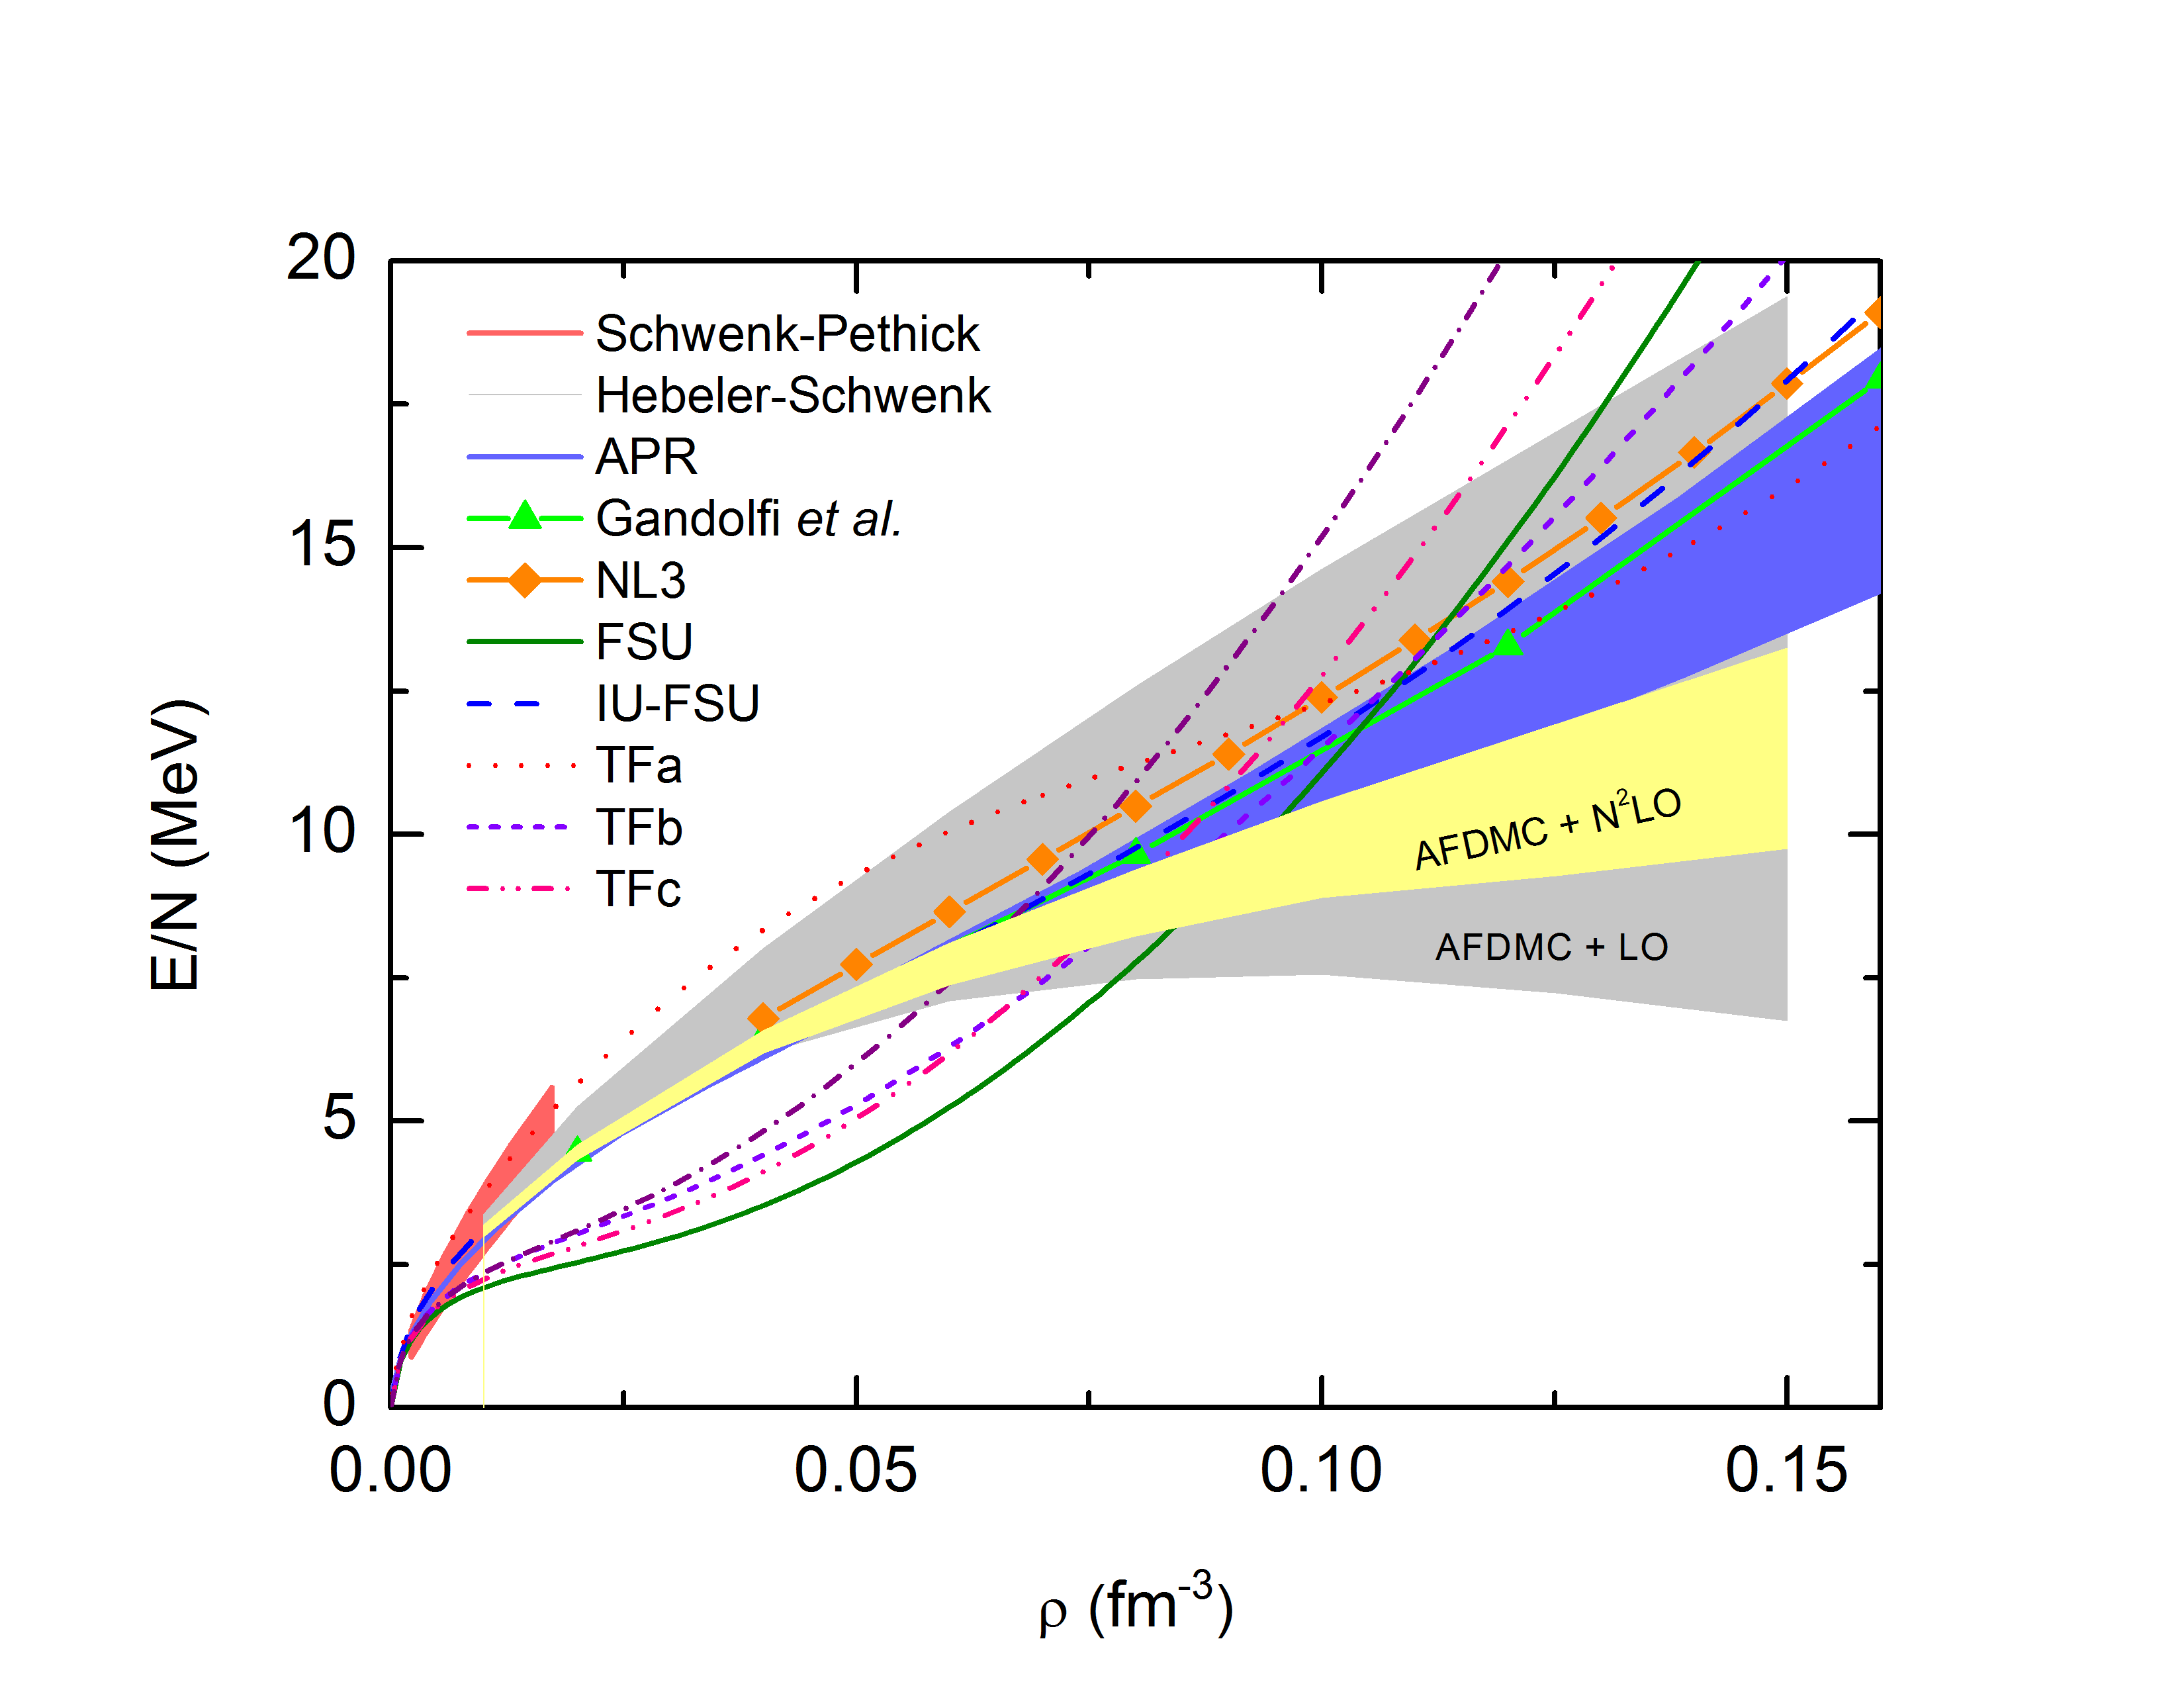 20
15
10
5
0
E/N (MeV)
Schwenk-Pethick
Hebeler-Schwenk
APR
Gandolfi et al.
NL3
FSU
IU-FSU
TFa
TFb
TFc
AFDMC + N²LO
AFDMC + LO
0.00 0.05 0.10 0.15
ρ (fm⁻³)